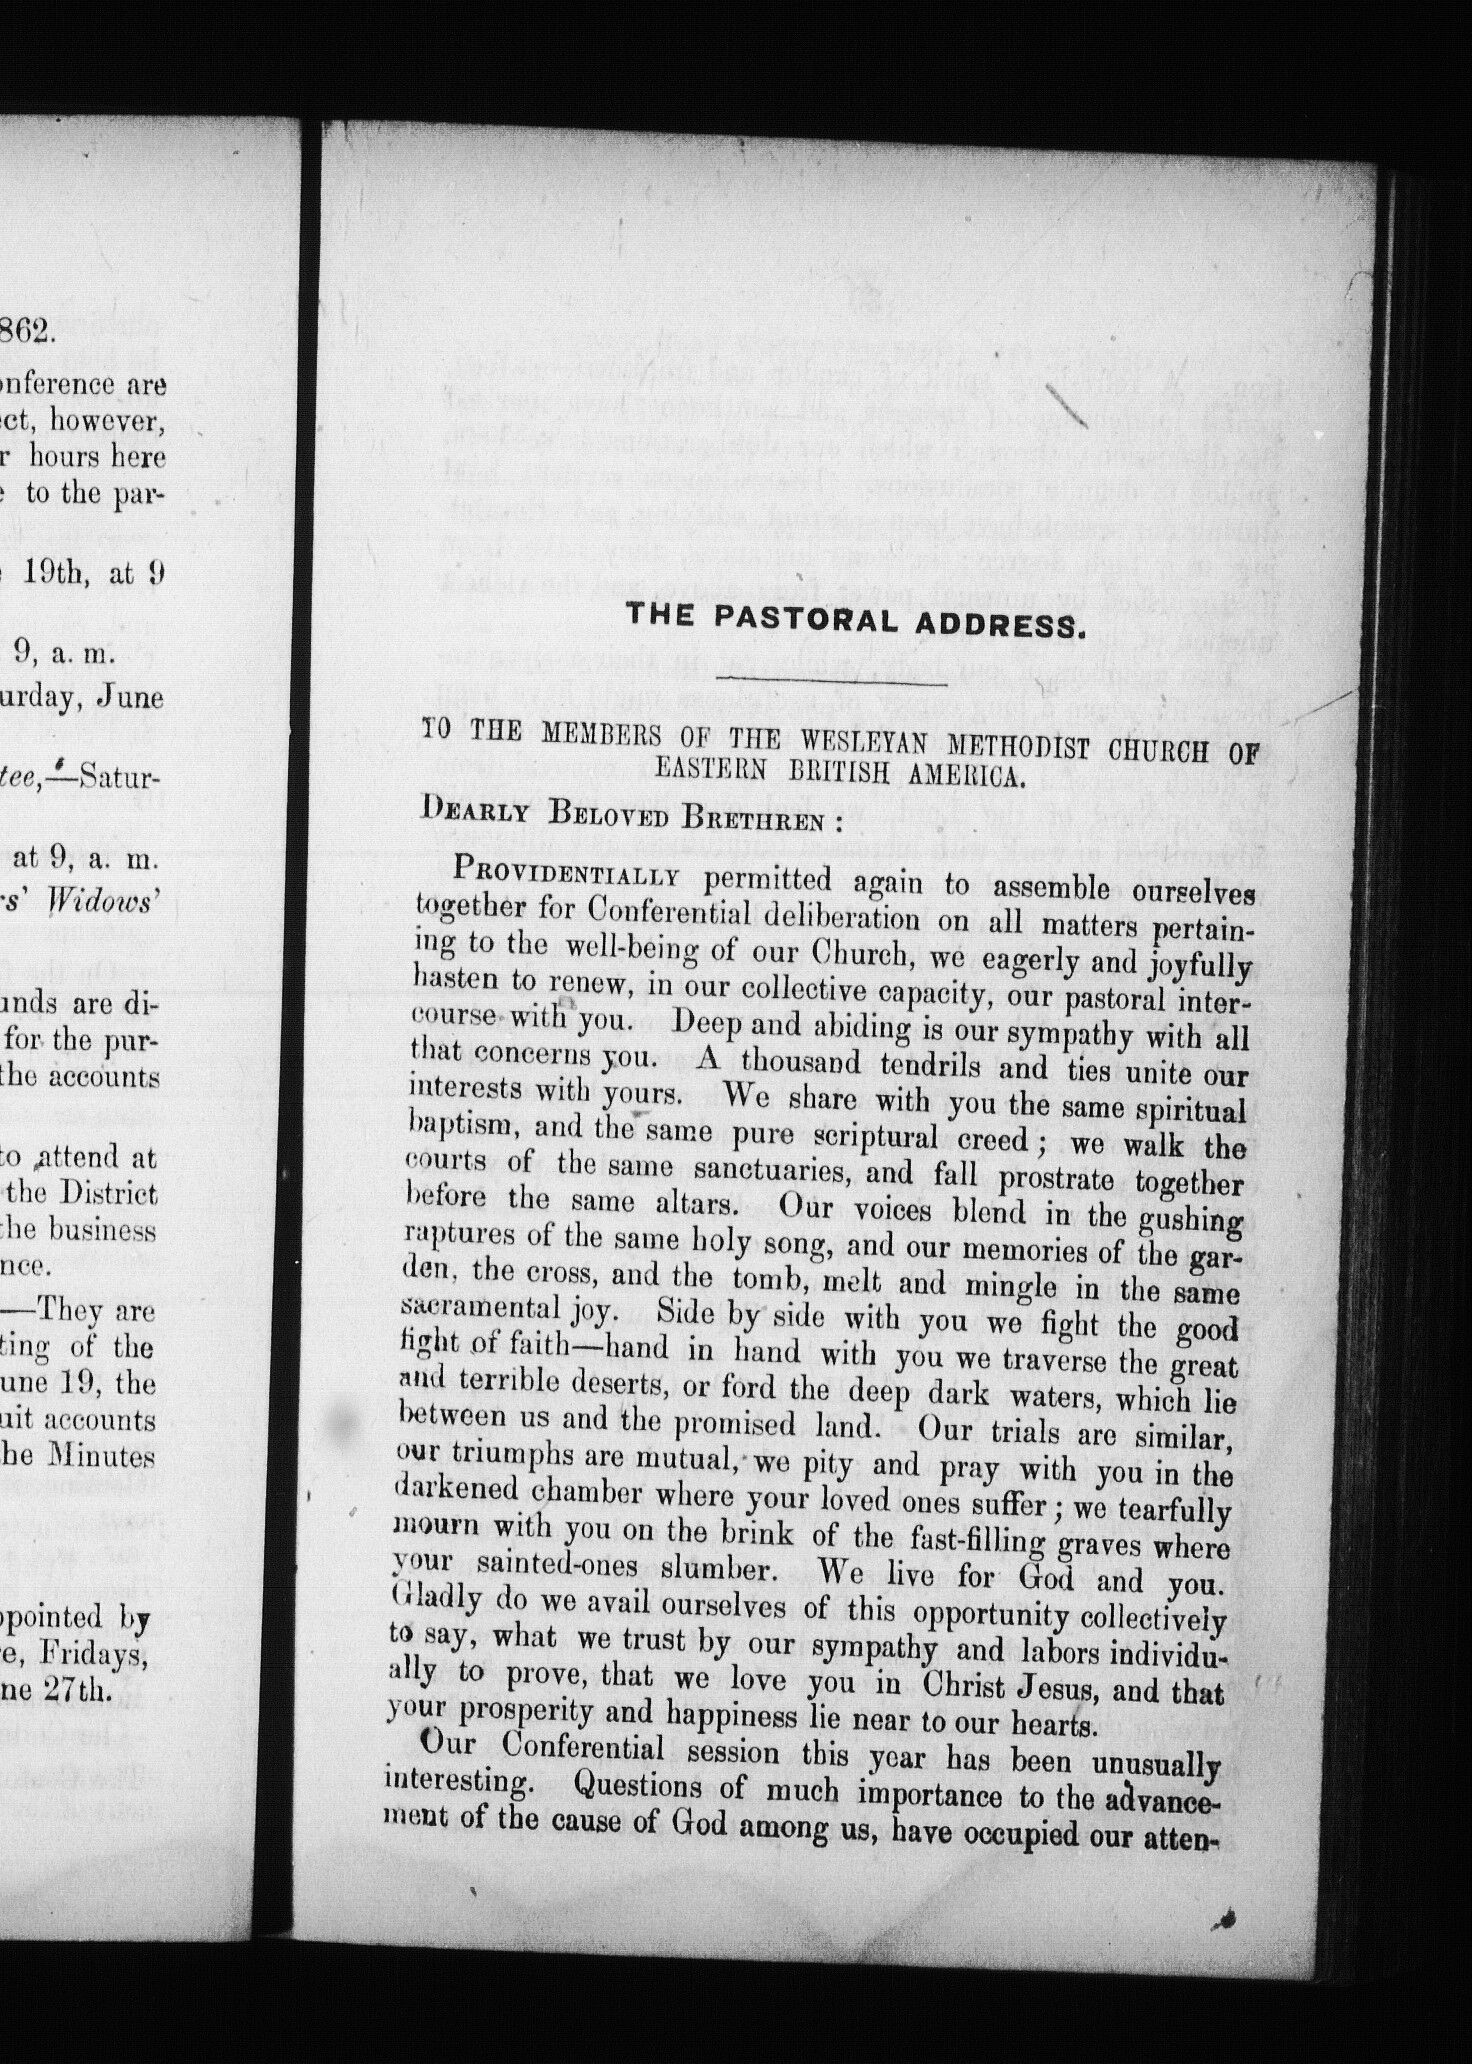 862.
onference are
ect, however,
r hours here
e to the par-
19th, at 9
9, a. m.
urday, June
tee,—Satur-
at 9, a. m.
rs' Widows'
unds are di-
for the pur-
the accounts
to attend at
the District
the business
nce.
—They are
ting of the
une 19, the
uit accounts
the Minutes
ppointed by
re, Fridays,
ne 27th.
THE PASTORAL ADDRESS.
TO THE MEMBERS OF THE WESLEYAN METHODIST CHURCH OF
EASTERN BRITISH AMERICA.
DEARLY BELOVED BRETHREN :
PROVIDENTIALLY permitted again to assemble ourselves
together for Conferential deliberation on all matters pertain-
ing to the well-being of our Church, we eagerly and joyfully
hasten to renew, in our collective capacity, our pastoral inter-
course with you. Deep and abiding is our sympathy with all
that concerns you. A thousand tendrils and ties unite our
interests with yours. We share with you the same spiritual
baptism, and the same pure scriptural creed ; we walk the
courts of the same sanctuaries, and fall prostrate together
before the same altars. Our voices blend in the gushing
raptures of the same holy song, and our memories of the gar-
den, the cross, and the tomb, melt and mingle in the same
sacramental joy. Side by side with you we fight the good
fight of faith—hand in hand with you we traverse the great
and terrible deserts, or ford the deep dark waters, which lie
between us and the promised land. Our trials are similar,
our triumphs are mutual, we pity and pray with you in the
darkened chamber where your loved ones suffer ; we tearfully
mourn with you on the brink of the fast-filling graves where
your sainted-ones slumber. We live for God and you.
Gladly do we avail ourselves of this opportunity collectively
to say, what we trust by our sympathy and labors individu-
ally to prove, that we love you in Christ Jesus, and that
your prosperity and happiness lie near to our hearts.
Our Conferential session this year has been unusually
interesting. Questions of much importance to the advance-
ment of the cause of God among us, have occupied our atten-